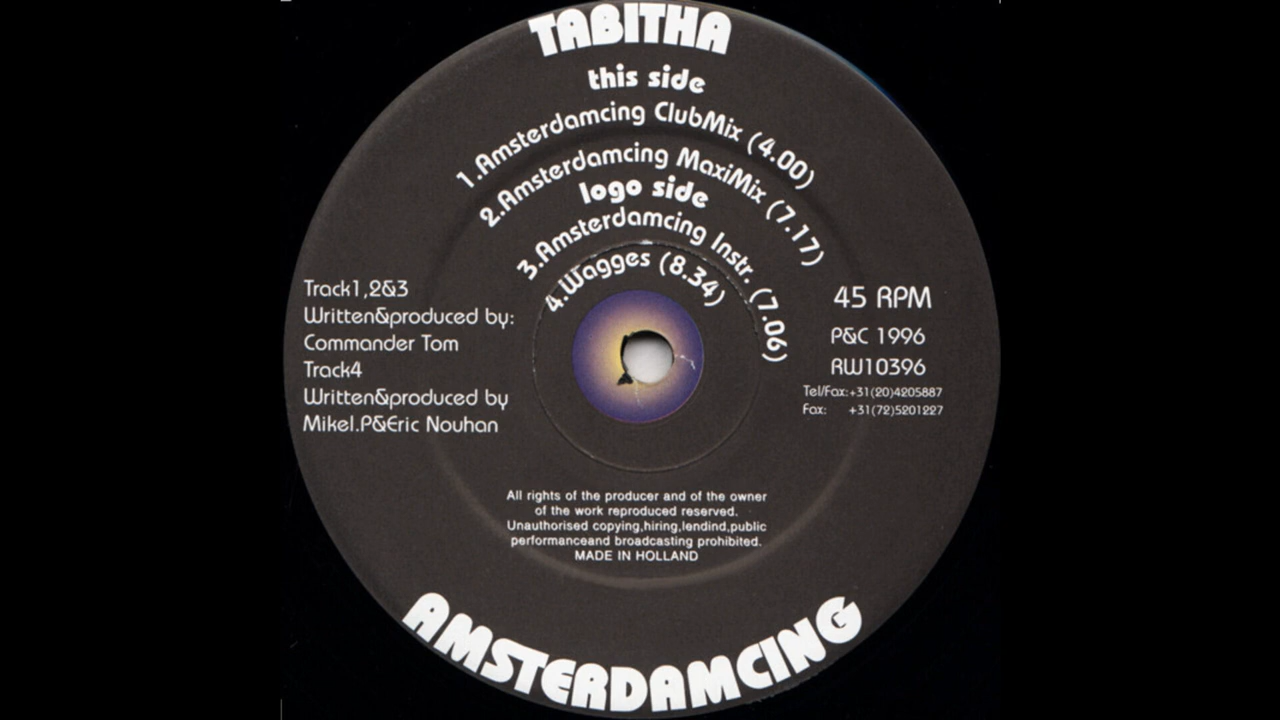 TABITHA
this side
1.Amsterdamcing ClubMix (4.00)
2.Amsterdamcing MaxiMix (7.17)
logo side
3.Amsterdamcing Instr. (7.06)
4.Wagges (8.34)
Track1,2&3
Written&produced by:
Commander Tom
Track4
Written&produced by
Mikel.P&Eric Nouhan
45 RPM
P&C 1996
RW10396
Tel/Fax:+31(20)4205887
Fax: +31(72)5201227
All rights of the producer and of the owner
of the work reproduced reserved.
Unauthorised copying,hiring,lendind,public
performanceand broadcasting prohibited.
MADE IN HOLLAND
AMSTERDAMCING